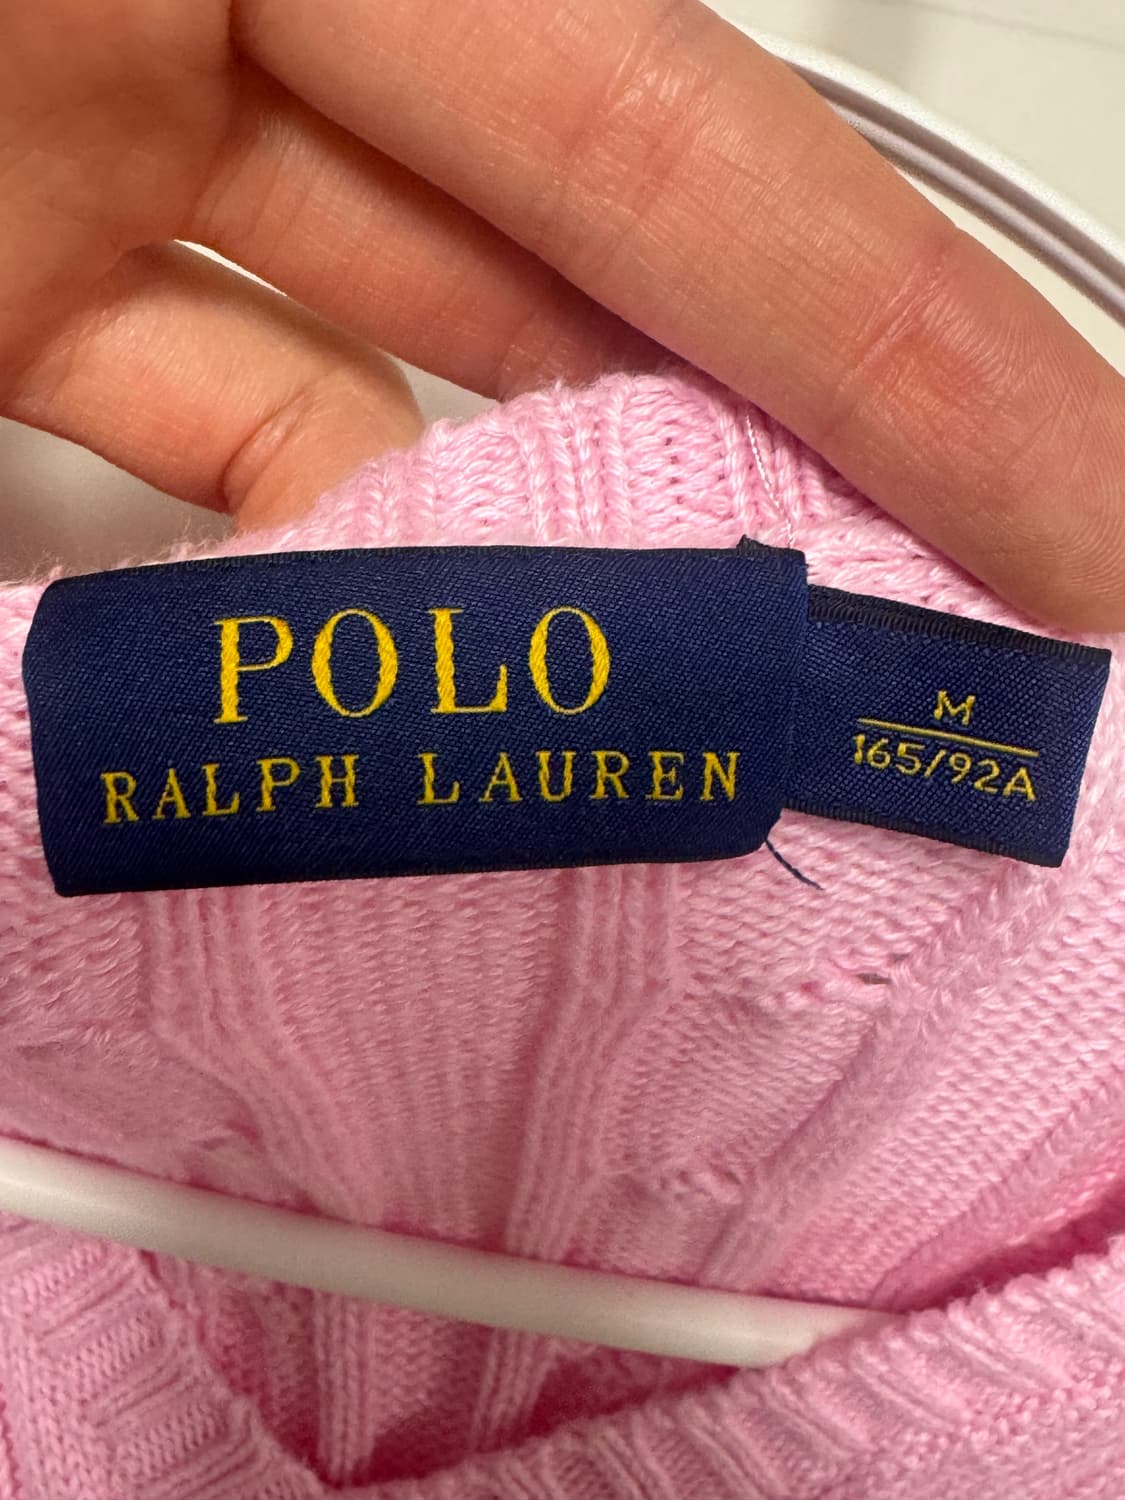 POLO
RALPH LAUREN
M
165/92A